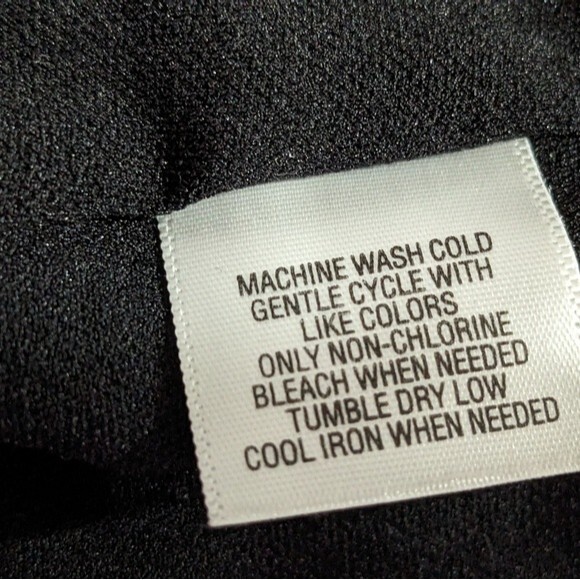 MACHINE WASH COLD
GENTLE CYCLE WITH
LIKE COLORS
ONLY NON-CHLORINE
BLEACH WHEN NEEDED
TUMBLE DRY LOW
COOL IRON WHEN NEEDED